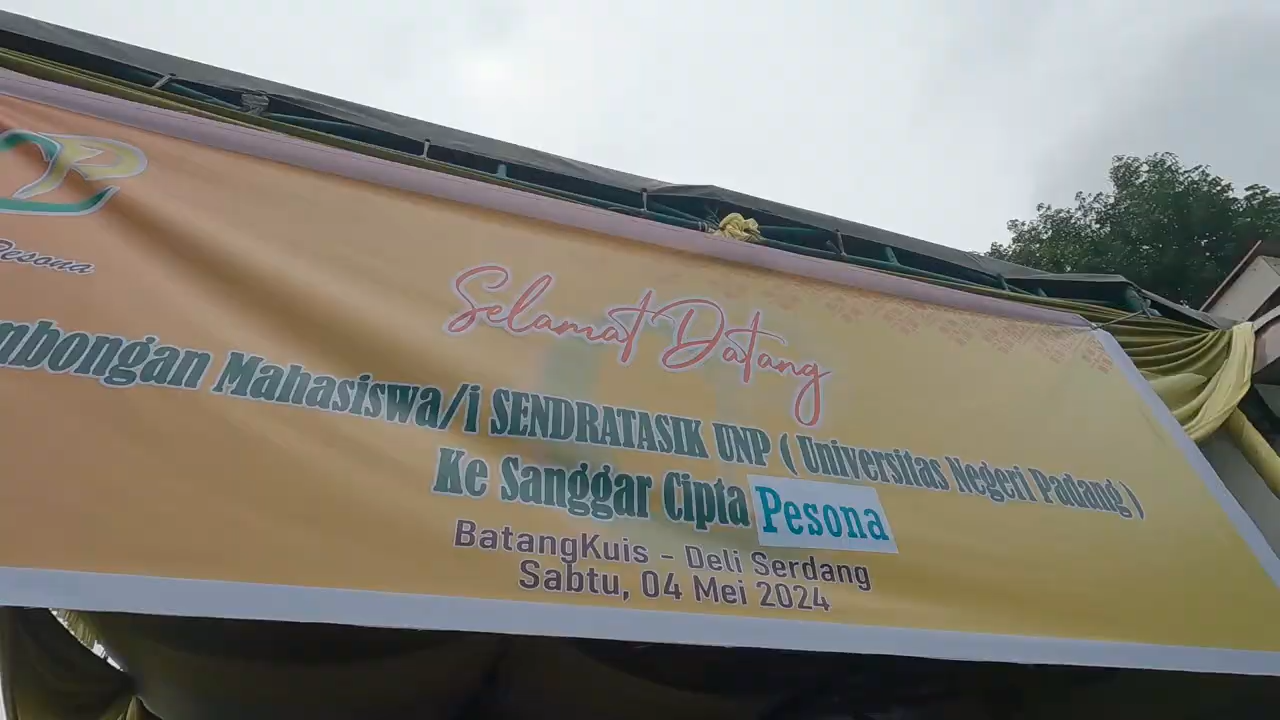 Pesona
Selamat Datang
mbongan Mahasiswa/i SENDRATASIK UNP ( Universitas Negeri Padang )
Ke Sanggar Cipta Pesona
BatangKuis - Deli Serdang
Sabtu, 04 Mei 2024